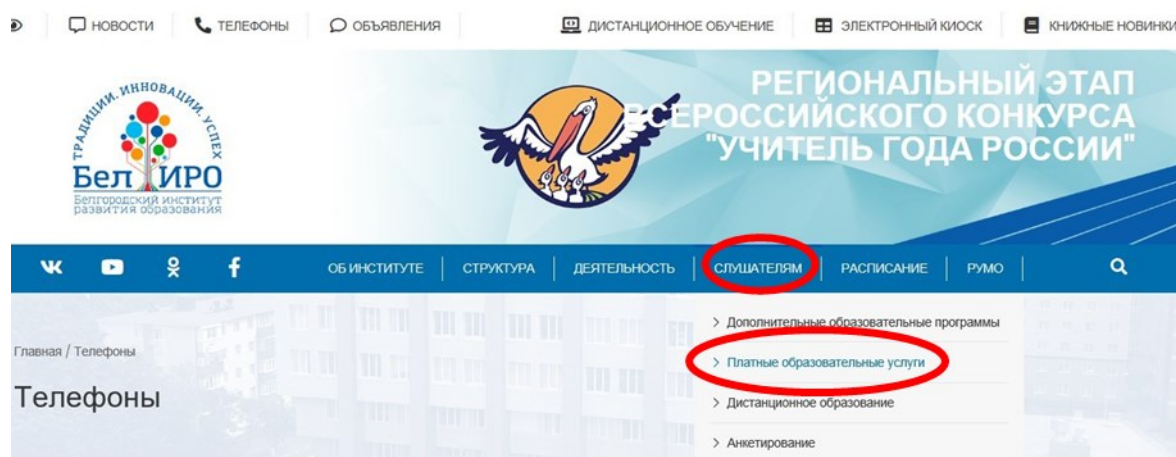 НОВОСТИ
ТЕЛЕФОНЫ
ОБЪЯВЛЕНИЯ
ДИСТАНЦИОННОЕ ОБУЧЕНИЕ
ЭЛЕКТРОННЫЙ КИОСК
КНИЖНЫЕ НОВИНКИ
ТРАДИЦИИ. ИННОВАЦИИ. УСПЕХ
БелИРО
Белгородский институт
развития образования
РЕГИОНАЛЬНЫЙ ЭТАП
ВСЕРОССИЙСКОГО КОНКУРСА
"УЧИТЕЛЬ ГОДА РОССИИ"
ОБ ИНСТИТУТЕ
СТРУКТУРА
ДЕЯТЕЛЬНОСТЬ
СЛУШАТЕЛЯМ
РАСПИСАНИЕ
РУМО
> Дополнительные образовательные программы
> Платные образовательные услуги
> Дистанционное образование
> Анкетирование
Главная / Телефоны
Телефоны